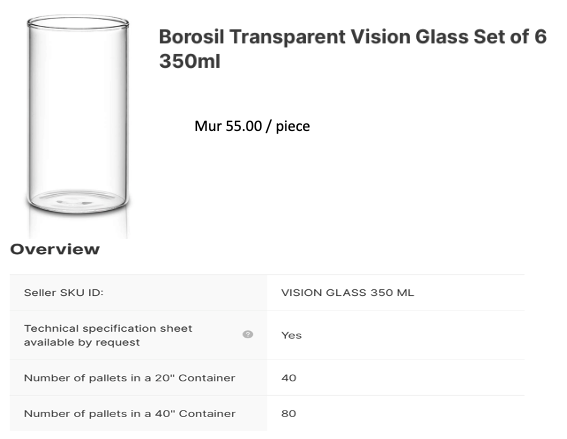 Borosil Transparent Vision Glass Set of 6
350ml
Mur 55.00 / piece
Overview
Seller SKU ID: VISION GLASS 350 ML
Technical specification sheet
available by request ? Yes
Number of pallets in a 20" Container 40
Number of pallets in a 40" Container 80